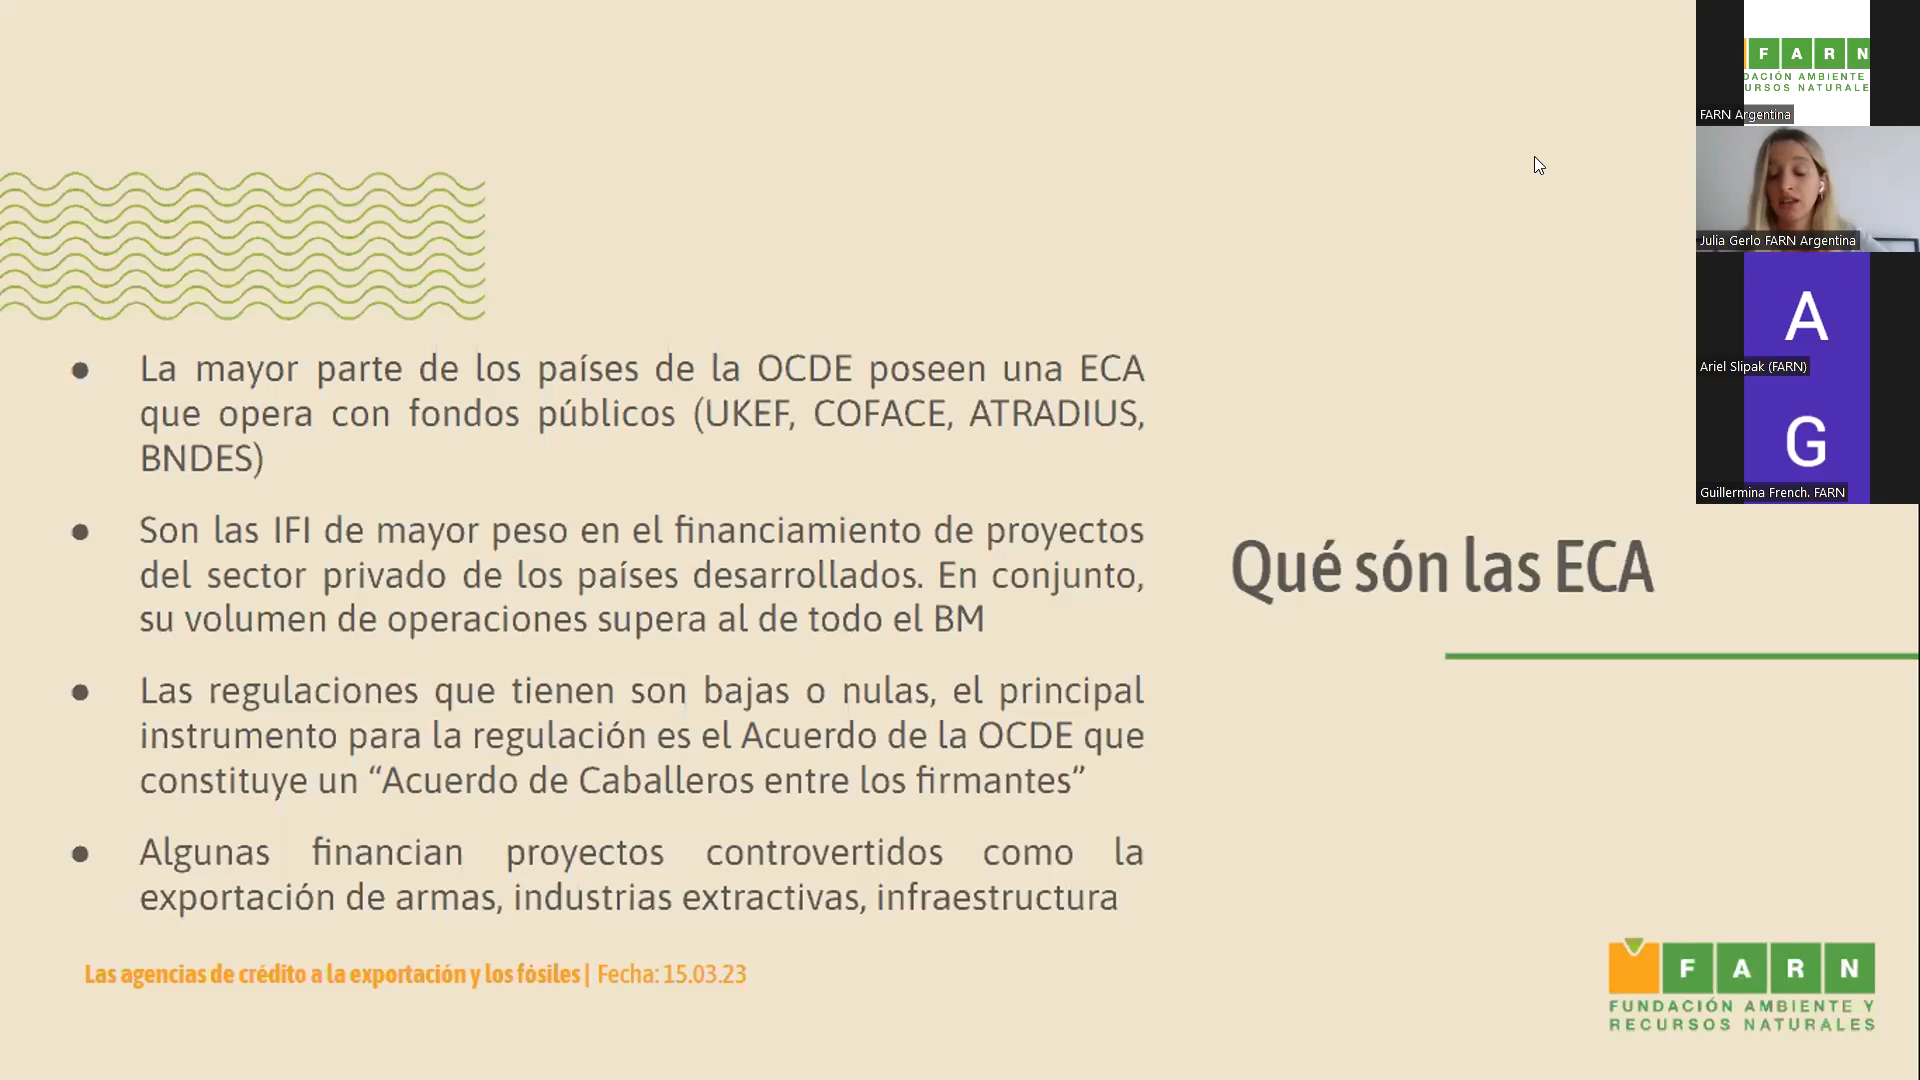 La mayor parte de los países de la OCDE poseen una ECA
que opera con fondos públicos (UKEF, COFACE, ATRADIUS,
BNDES)
Son las IFI de mayor peso en el financiamiento de proyectos
del sector privado de los países desarrollados. En conjunto,
su volumen de operaciones supera al de todo el BM
Las regulaciones que tienen son bajas o nulas, el principal
instrumento para la regulación es el Acuerdo de la OCDE que
constituye un “Acuerdo de Caballeros entre los firmantes”
Algunas financian proyectos controvertidos como la
exportación de armas, industrias extractivas, infraestructura
Las agencias de crédito a la exportación y los fósiles | Fecha: 15.03.23
Qué són las ECA
FARN
FUNDACIÓN AMBIENTE Y
RECURSOS NATURALES
FARN
DACIÓN AMBIENTE
URSOS NATURALE
FARN Argentina
Julia Gerlo FARN Argentina
A
Ariel Slipak (FARN)
G
Guillermina French. FARN